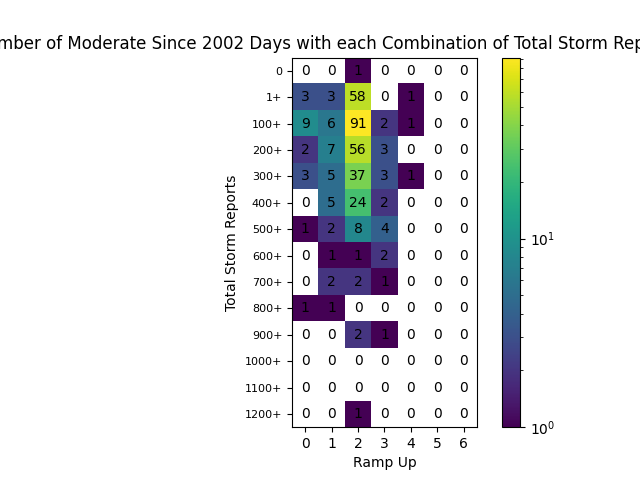 mber of Moderate Since 2002 Days with each Combination of Total Storm Rep
0 0 0 1 0 0 0 0
1+ 3 3 58 0 1 0 0
100+ 9 6 91 2 1 0 0
200+ 2 7 56 3 0 0 0
300+ 3 5 37 3 1 0 0
400+ 0 5 24 2 0 0 0
500+ 1 2 8 4 0 0 0
600+ 0 1 1 2 0 0 0
700+ 0 2 2 1 0 0 0
800+ 1 1 0 0 0 0 0
900+ 0 0 2 1 0 0 0
1000+ 0 0 0 0 0 0 0
1100+ 0 0 0 0 0 0 0
1200+ 0 0 1 0 0 0 0
0 1 2 3 4 5 6
Ramp Up
Total Storm Reports
10¹
10⁰